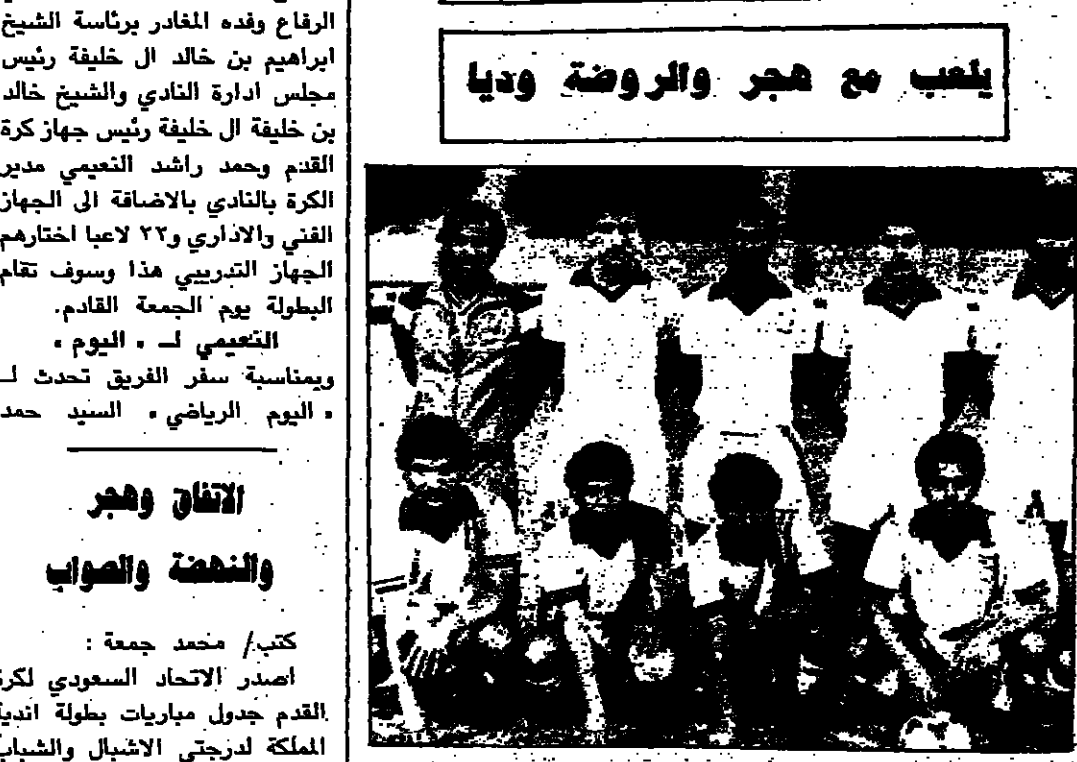 يلعب مع هجر والروضة وديا
الرفاع وفده المغادر برئاسة الشيخ
ابراهيم بن خالد ال خليفة رئيس
مجلس ادارة النادي والشيخ خالد
بن خليفة ال خليفة رئيس جهاز كرة
القدم وحمد راشد النعيمي مدير
الكرة بالنادي بالاضافة الى الجهاز
الفني والاداري و٢٢ لاعبا اختارهم
الجهاز التدريبي هذا وسوف تقام
البطولة يوم الجمعة القادم.
النعيمي لــ « اليوم »
وبمناسبة سفر الفريق تحدث لــ
« اليوم الرياضي » السيد حمد
الاتفاق وهجر
والنهضة والصواب
كتب / محمد جمعة :
اصدر الاتحاد السعودي لكرة
القدم جدول مباريات بطولة اندية
المملكة لدرجتي الاشبال والشباب